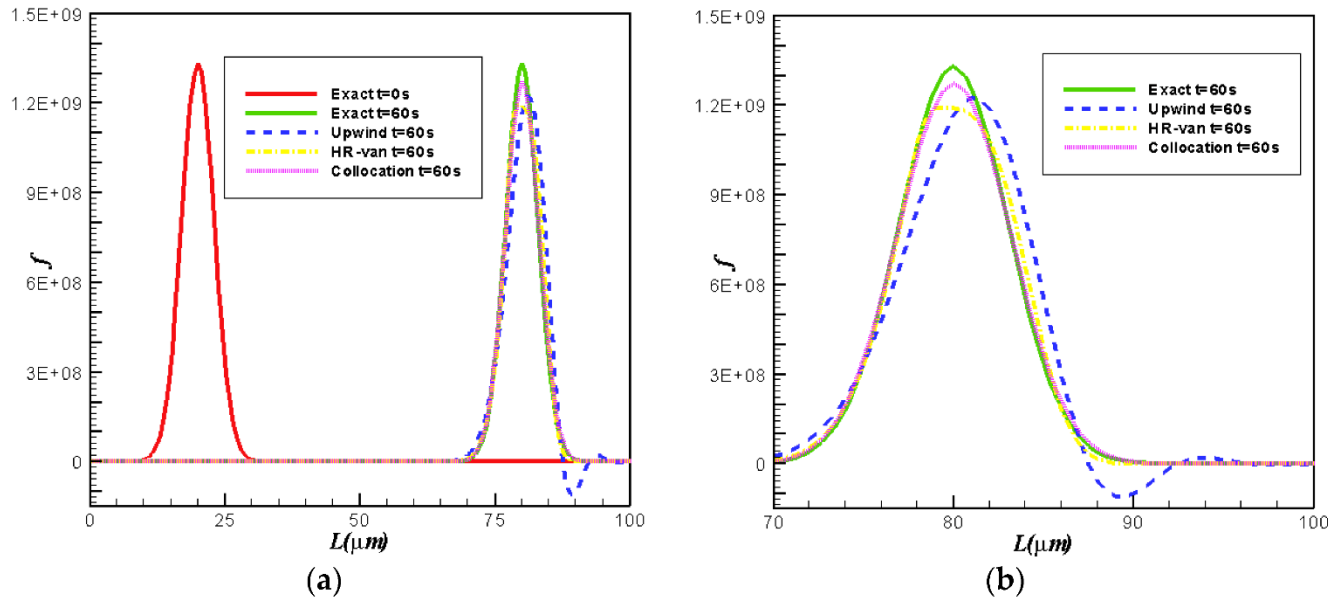 1.5E+09
1.2E+09
9E+08
6E+08
3E+08
0
f
Exact t=0s
Exact t=60s
Upwind t=60s
HR-van t=60s
Collocation t=60s
0
25
50
75
100
L(μm)
(a)
1.5E+09
1.2E+09
9E+08
6E+08
3E+08
0
f
Exact t=60s
Upwind t=60s
HR-van t=60s
Collocation t=60s
70
80
90
100
L(μm)
(b)